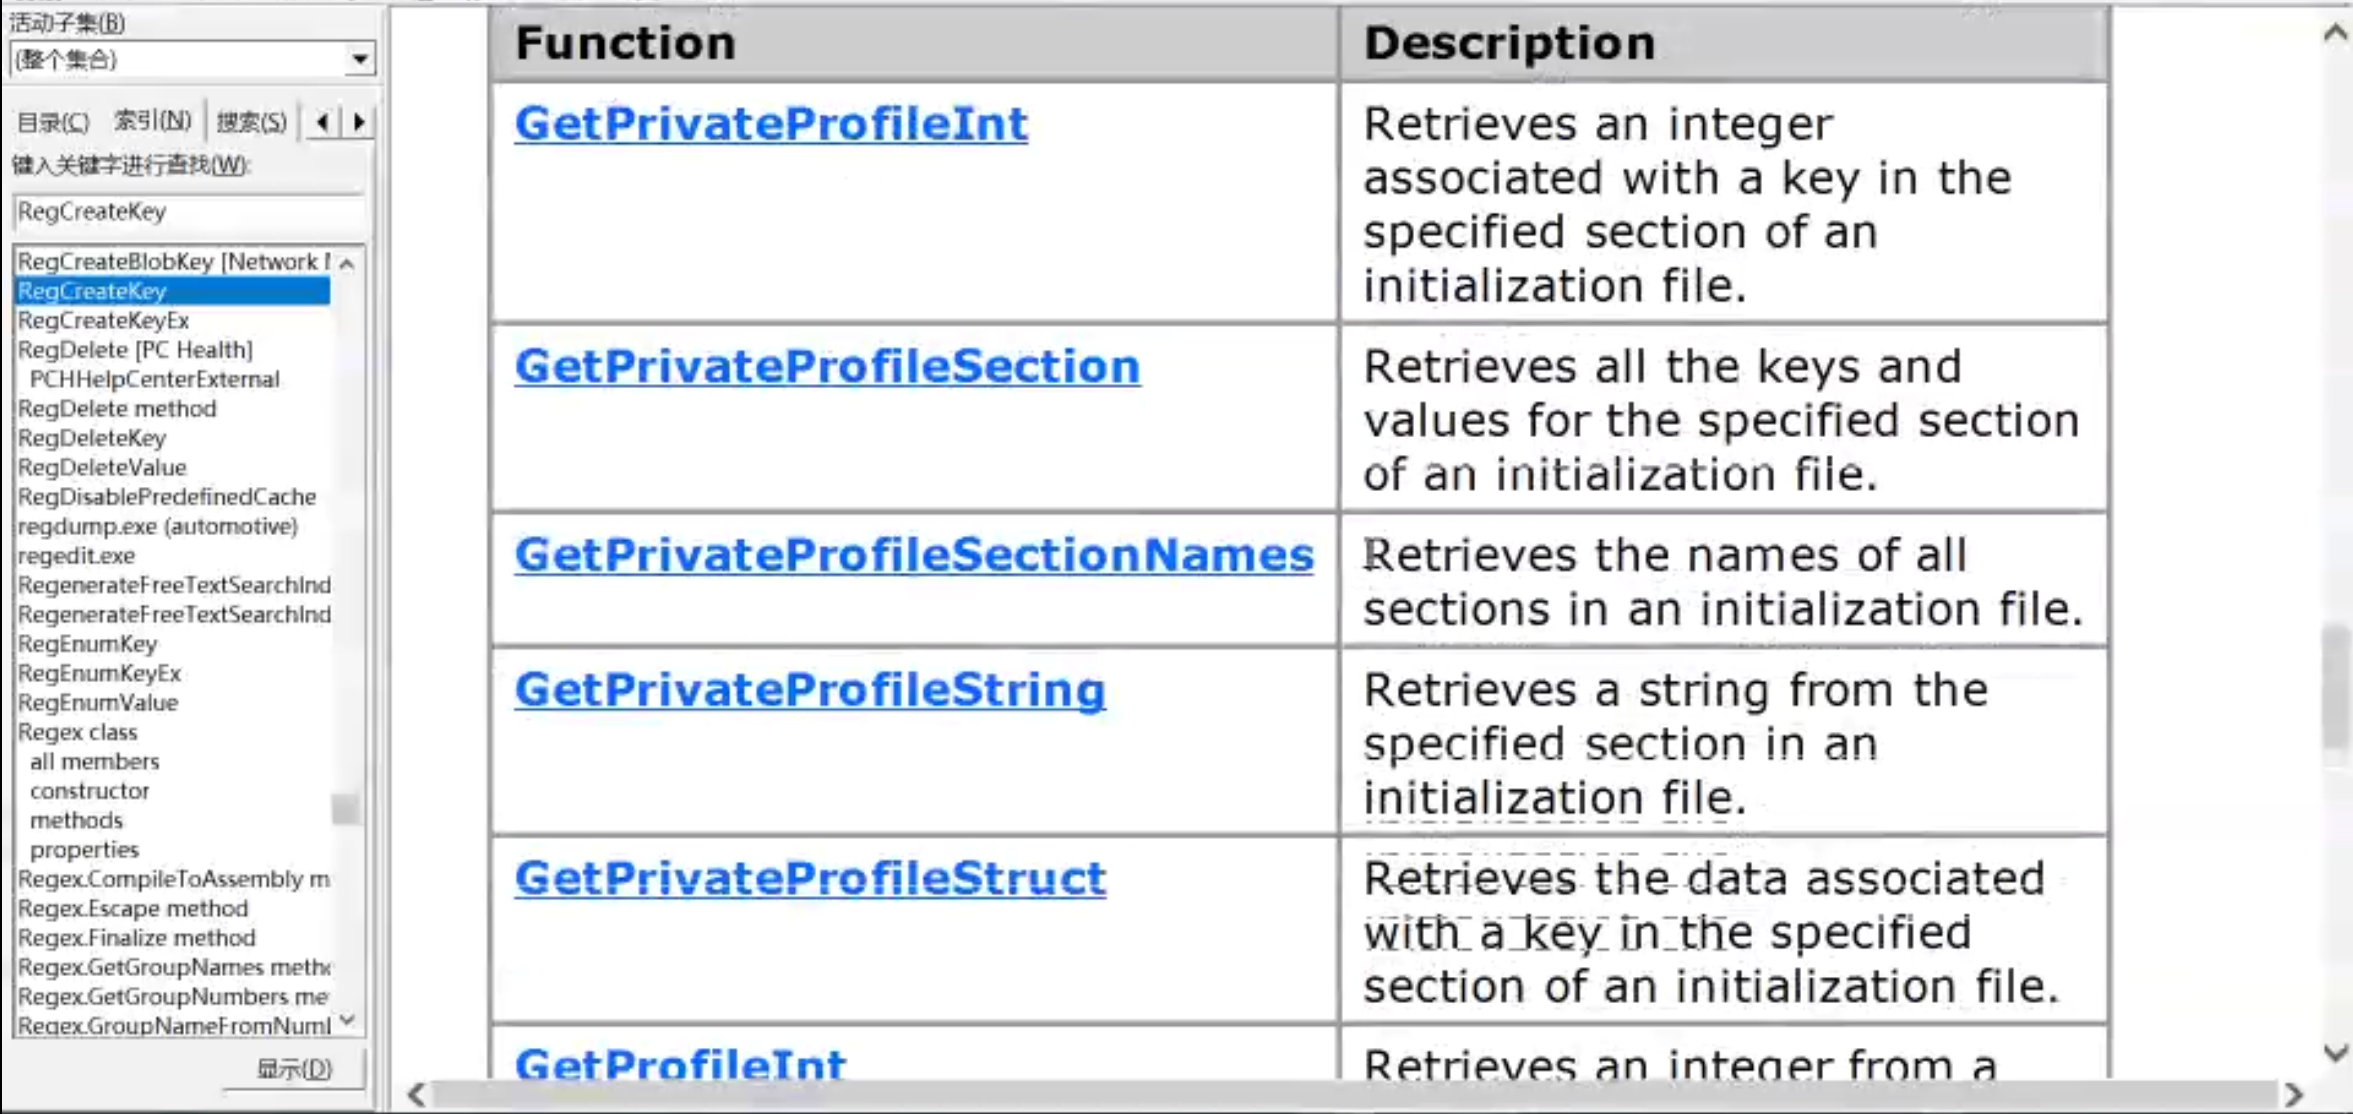 活动子集(B)
(整个集合)
目录(C) 索引(N) 搜索(S)
键入关键字进行查找(W):
RegCreateKey
RegCreateBlobKey [Network
RegCreateKey
RegCreateKeyEx
RegDelete [PC Health]
PCHHelpCenterExternal
RegDelete method
RegDeleteKey
RegDeleteValue
RegDisablePredefinedCache
regdump.exe (automotive)
regedit.exe
RegenerateFreeTextSearchInd
RegenerateFreeTextSearchInd
RegEnumKey
RegEnumKeyEx
RegEnumValue
Regex class
all members
constructor
methods
properties
Regex.CompileToAssembly m
Regex.Escape method
Regex.Finalize method
Regex.GetGroupNames meth
Regex.GetGroupNumbers me
Regex.GroupNameFromNum
显示(D)
Function Description
GetPrivateProfileInt Retrieves an integer
associated with a key in the
specified section of an
initialization file.
GetPrivateProfileSection Retrieves all the keys and
values for the specified section
of an initialization file.
GetPrivateProfileSectionNames Retrieves the names of all
sections in an initialization file.
GetPrivateProfileString Retrieves a string from the
specified section in an
initialization file.
GetPrivateProfileStruct Retrieves the data associated
with a key in the specified
section of an initialization file.
GetProfileInt Retrieves an integer from a